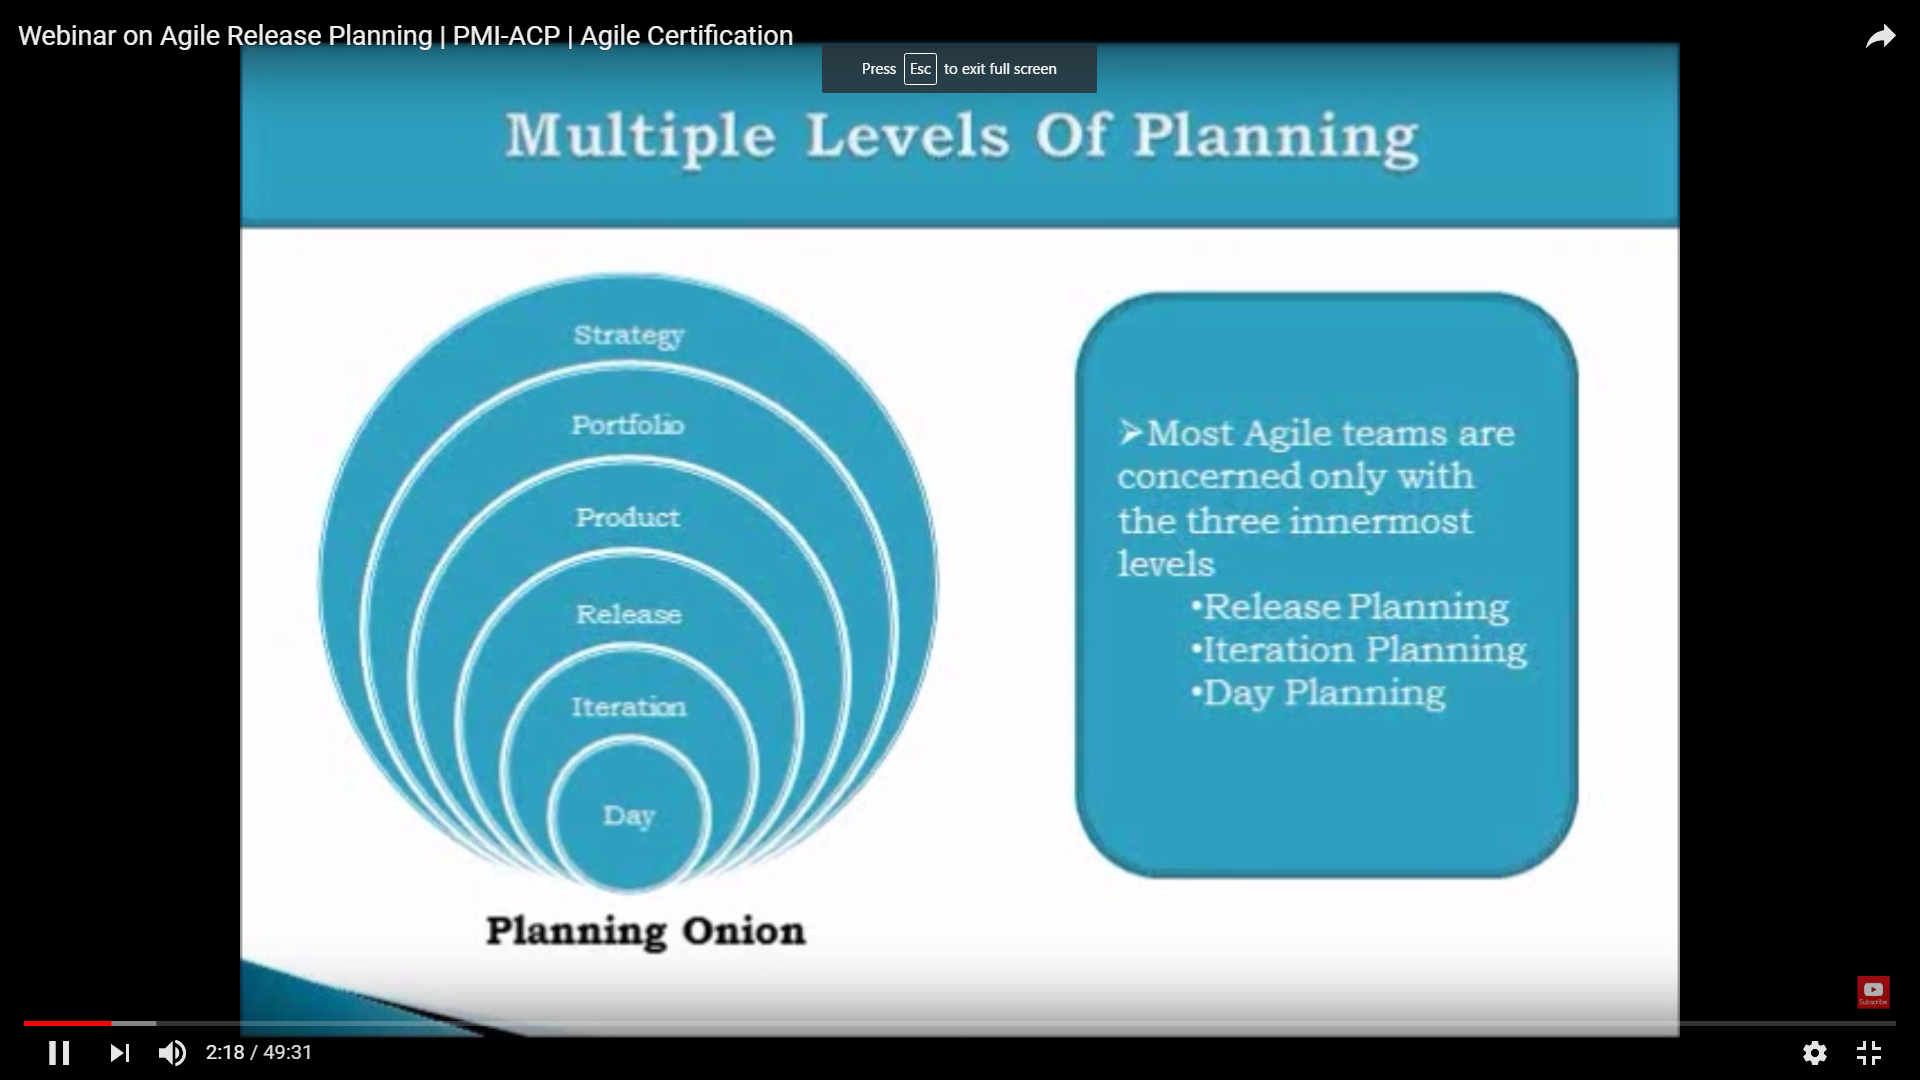 Webinar on Agile Release Planning | PMI-ACP | Agile Certification
Press Esc to exit full screen
Multiple Levels Of Planning
Strategy
Portfolio
Product
Release
Iteration
Day
Planning Onion
➢Most Agile teams are
concerned only with
the three innermost
levels
•Release Planning
•Iteration Planning
•Day Planning
Subscribe
2:18 / 49:31